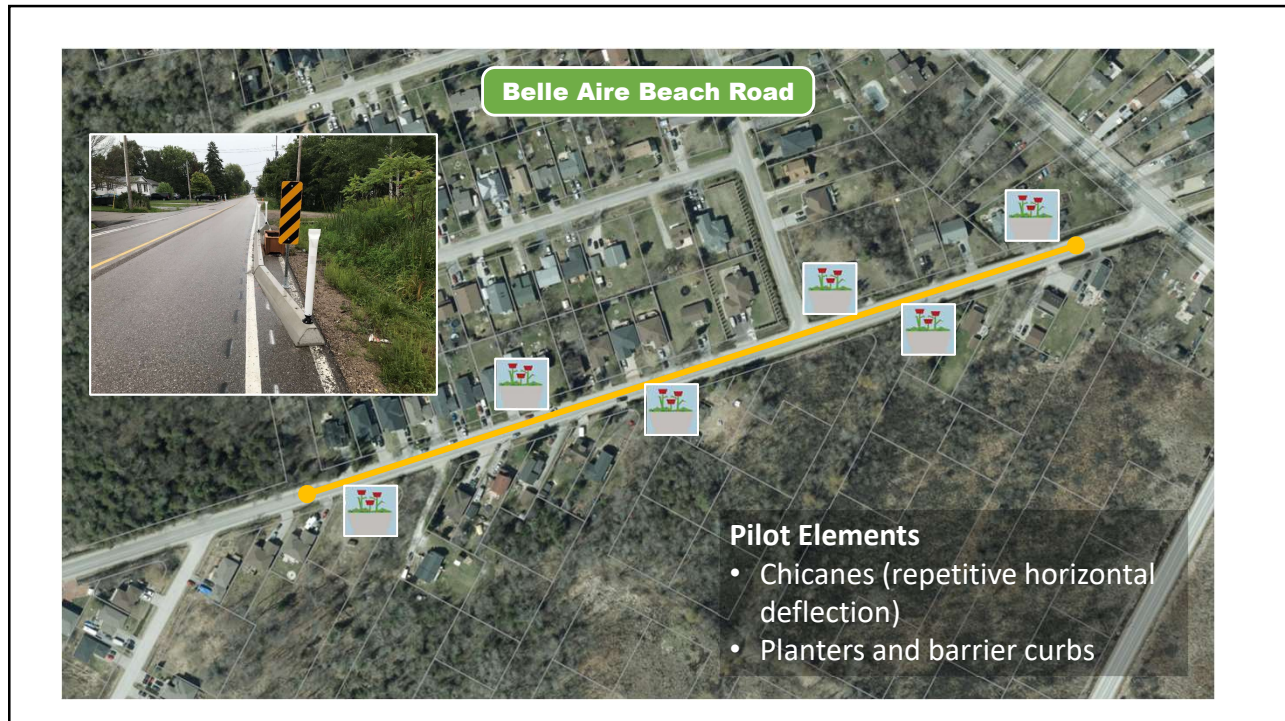 Belle Aire Beach Road
Pilot Elements
• Chicanes (repetitive horizontal
deflection)
• Planters and barrier curbs